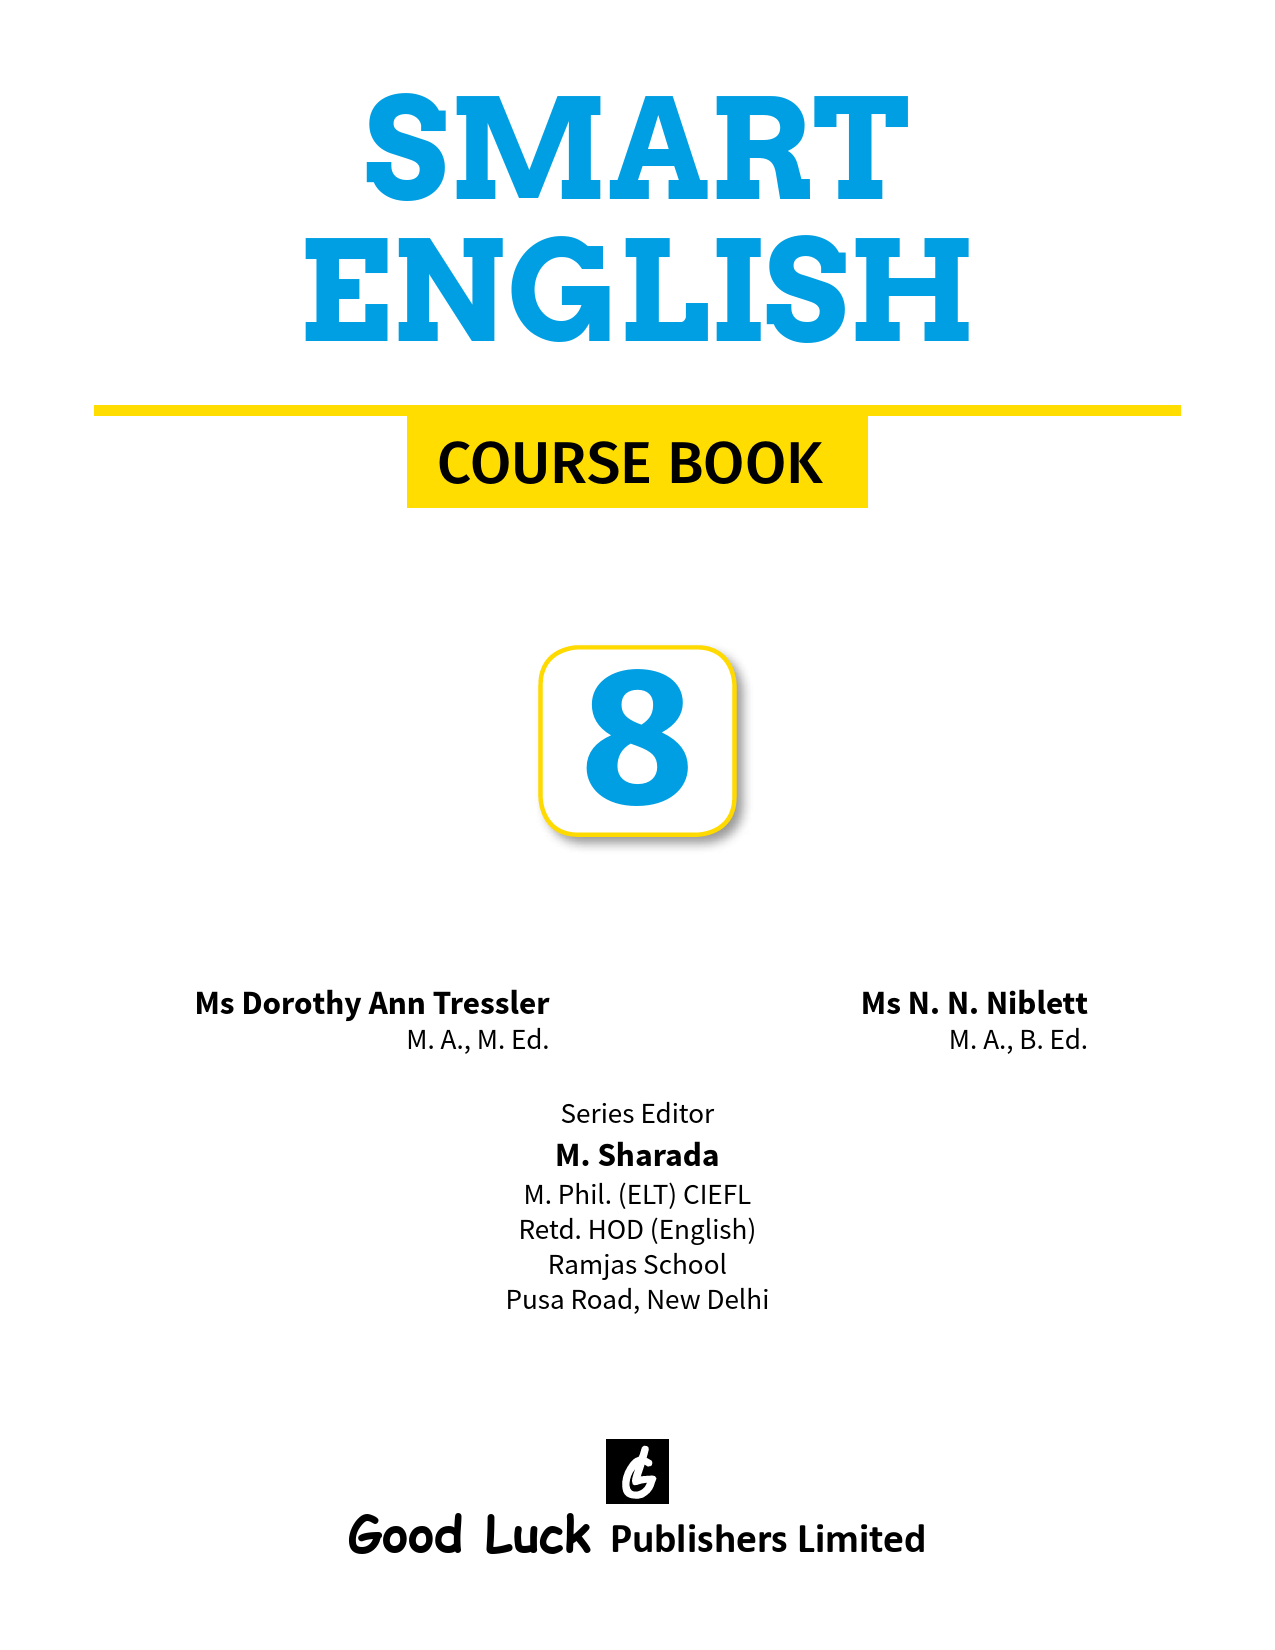 SMART
ENGLISH
COURSE BOOK
8
Ms Dorothy Ann Tressler
M. A., M. Ed.
Ms N. N. Niblett
M. A., B. Ed.
Series Editor
M. Sharada
M. Phil. (ELT) CIEFL
Retd. HOD (English)
Ramjas School
Pusa Road, New Delhi
G
Good Luck Publishers Limited